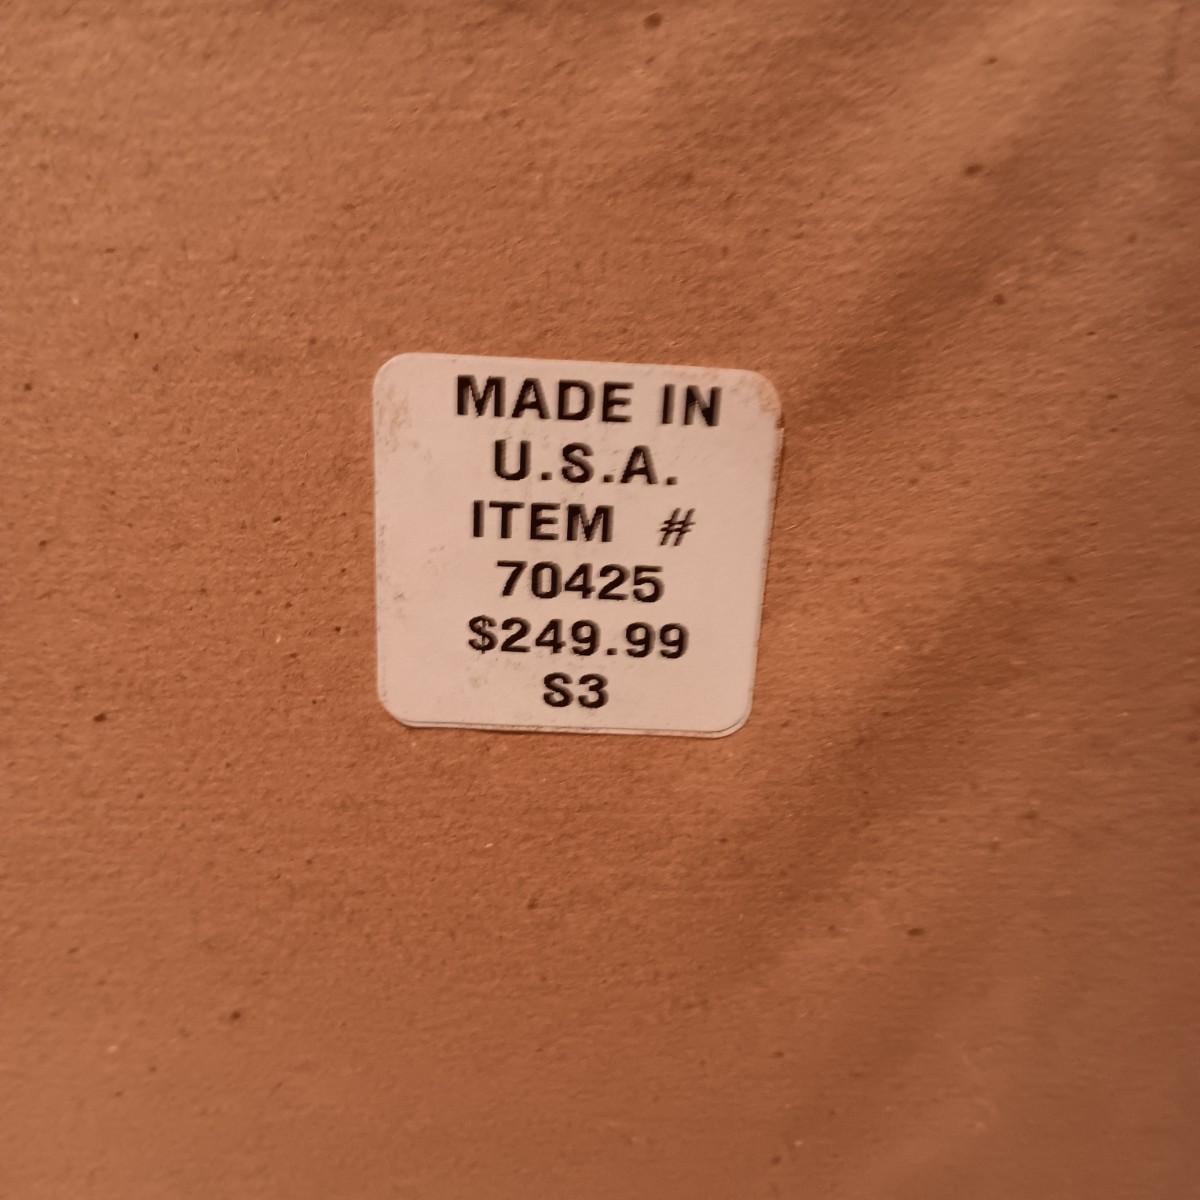 MADE IN
U.S.A.
ITEM #
70425
$249.99
S3